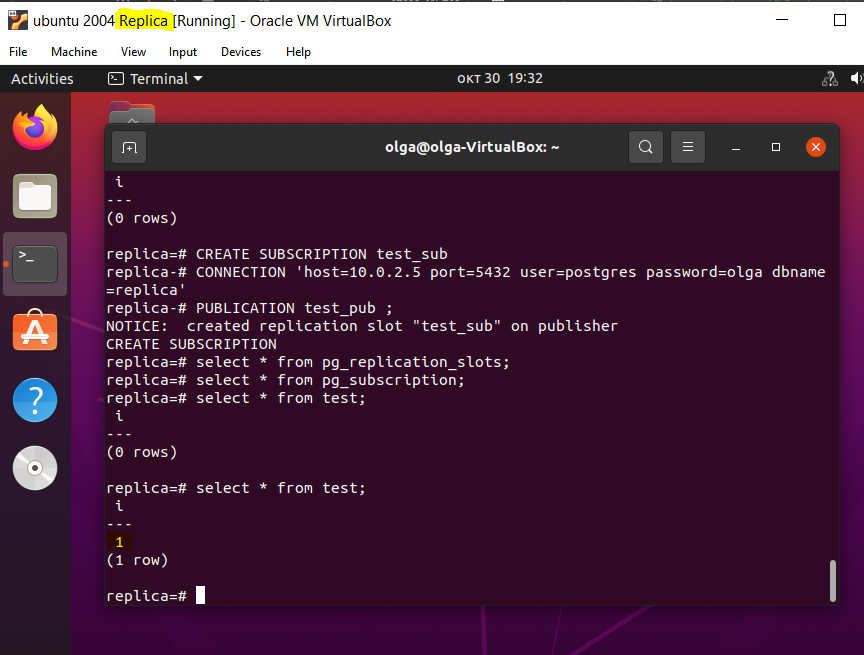 ubuntu 2004 Replica [Running] - Oracle VM VirtualBox
File Machine View Input Devices Help
Activities Terminal окт 30 19:32
olga@olga-VirtualBox: ~
i
---
(0 rows)
replica=# CREATE SUBSCRIPTION test_sub
replica-# CONNECTION 'host=10.0.2.5 port=5432 user=postgres password=olga dbname
=replica'
replica-# PUBLICATION test_pub ;
NOTICE:  created replication slot "test_sub" on publisher
CREATE SUBSCRIPTION
replica=# select * from pg_replication_slots;
replica=# select * from pg_subscription;
replica=# select * from test;
i
---
(0 rows)
replica=# select * from test;
i
---
1
(1 row)
replica=#